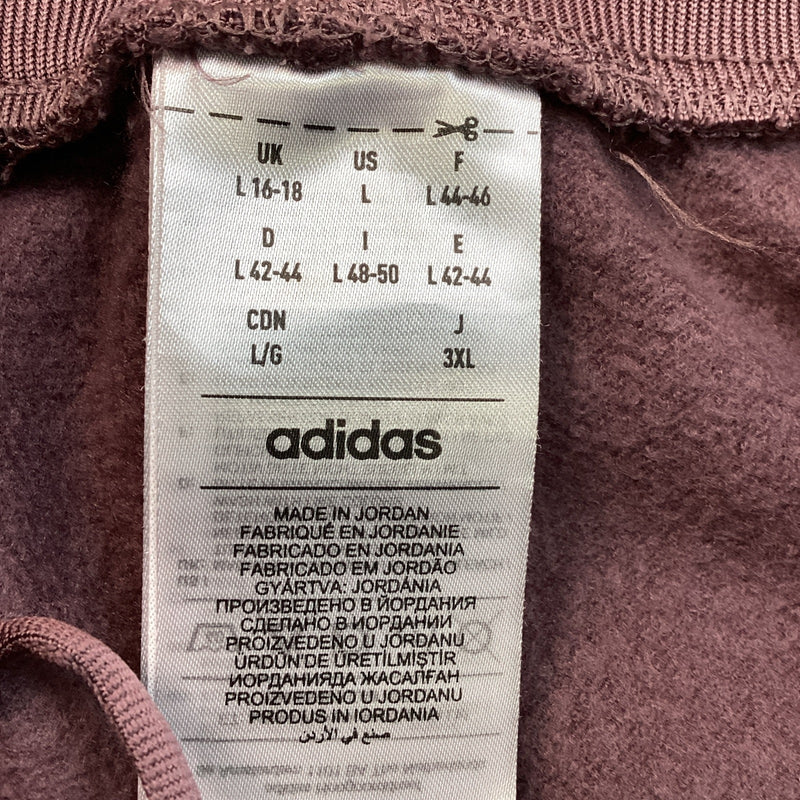 UK US F
L 16-18 L L 44-46
D I E
L 42-44 L 48-50 L 42-44
CDN J
L/G 3XL
adidas
MADE IN JORDAN
FABRIQUÉ EN JORDANIE
FABRICADO EN JORDANIA
FABRICADO EM JORDÃO
GYÁRTVA: JORDÁNIA
ПРОИЗВЕДЕНО В ЙОРДАНИЯ
СДЕЛАНО В ИОРДАНИИ
PROIZVEDENO U JORDANU
ÜRDÜN'DE ÜRETİLMİŞTİR
ИОРДАНИЯДА ЖАСАЛҒАН
PROIZVEDENO U JORDANU
PRODUS IN IORDANIA
صنع في الأردن